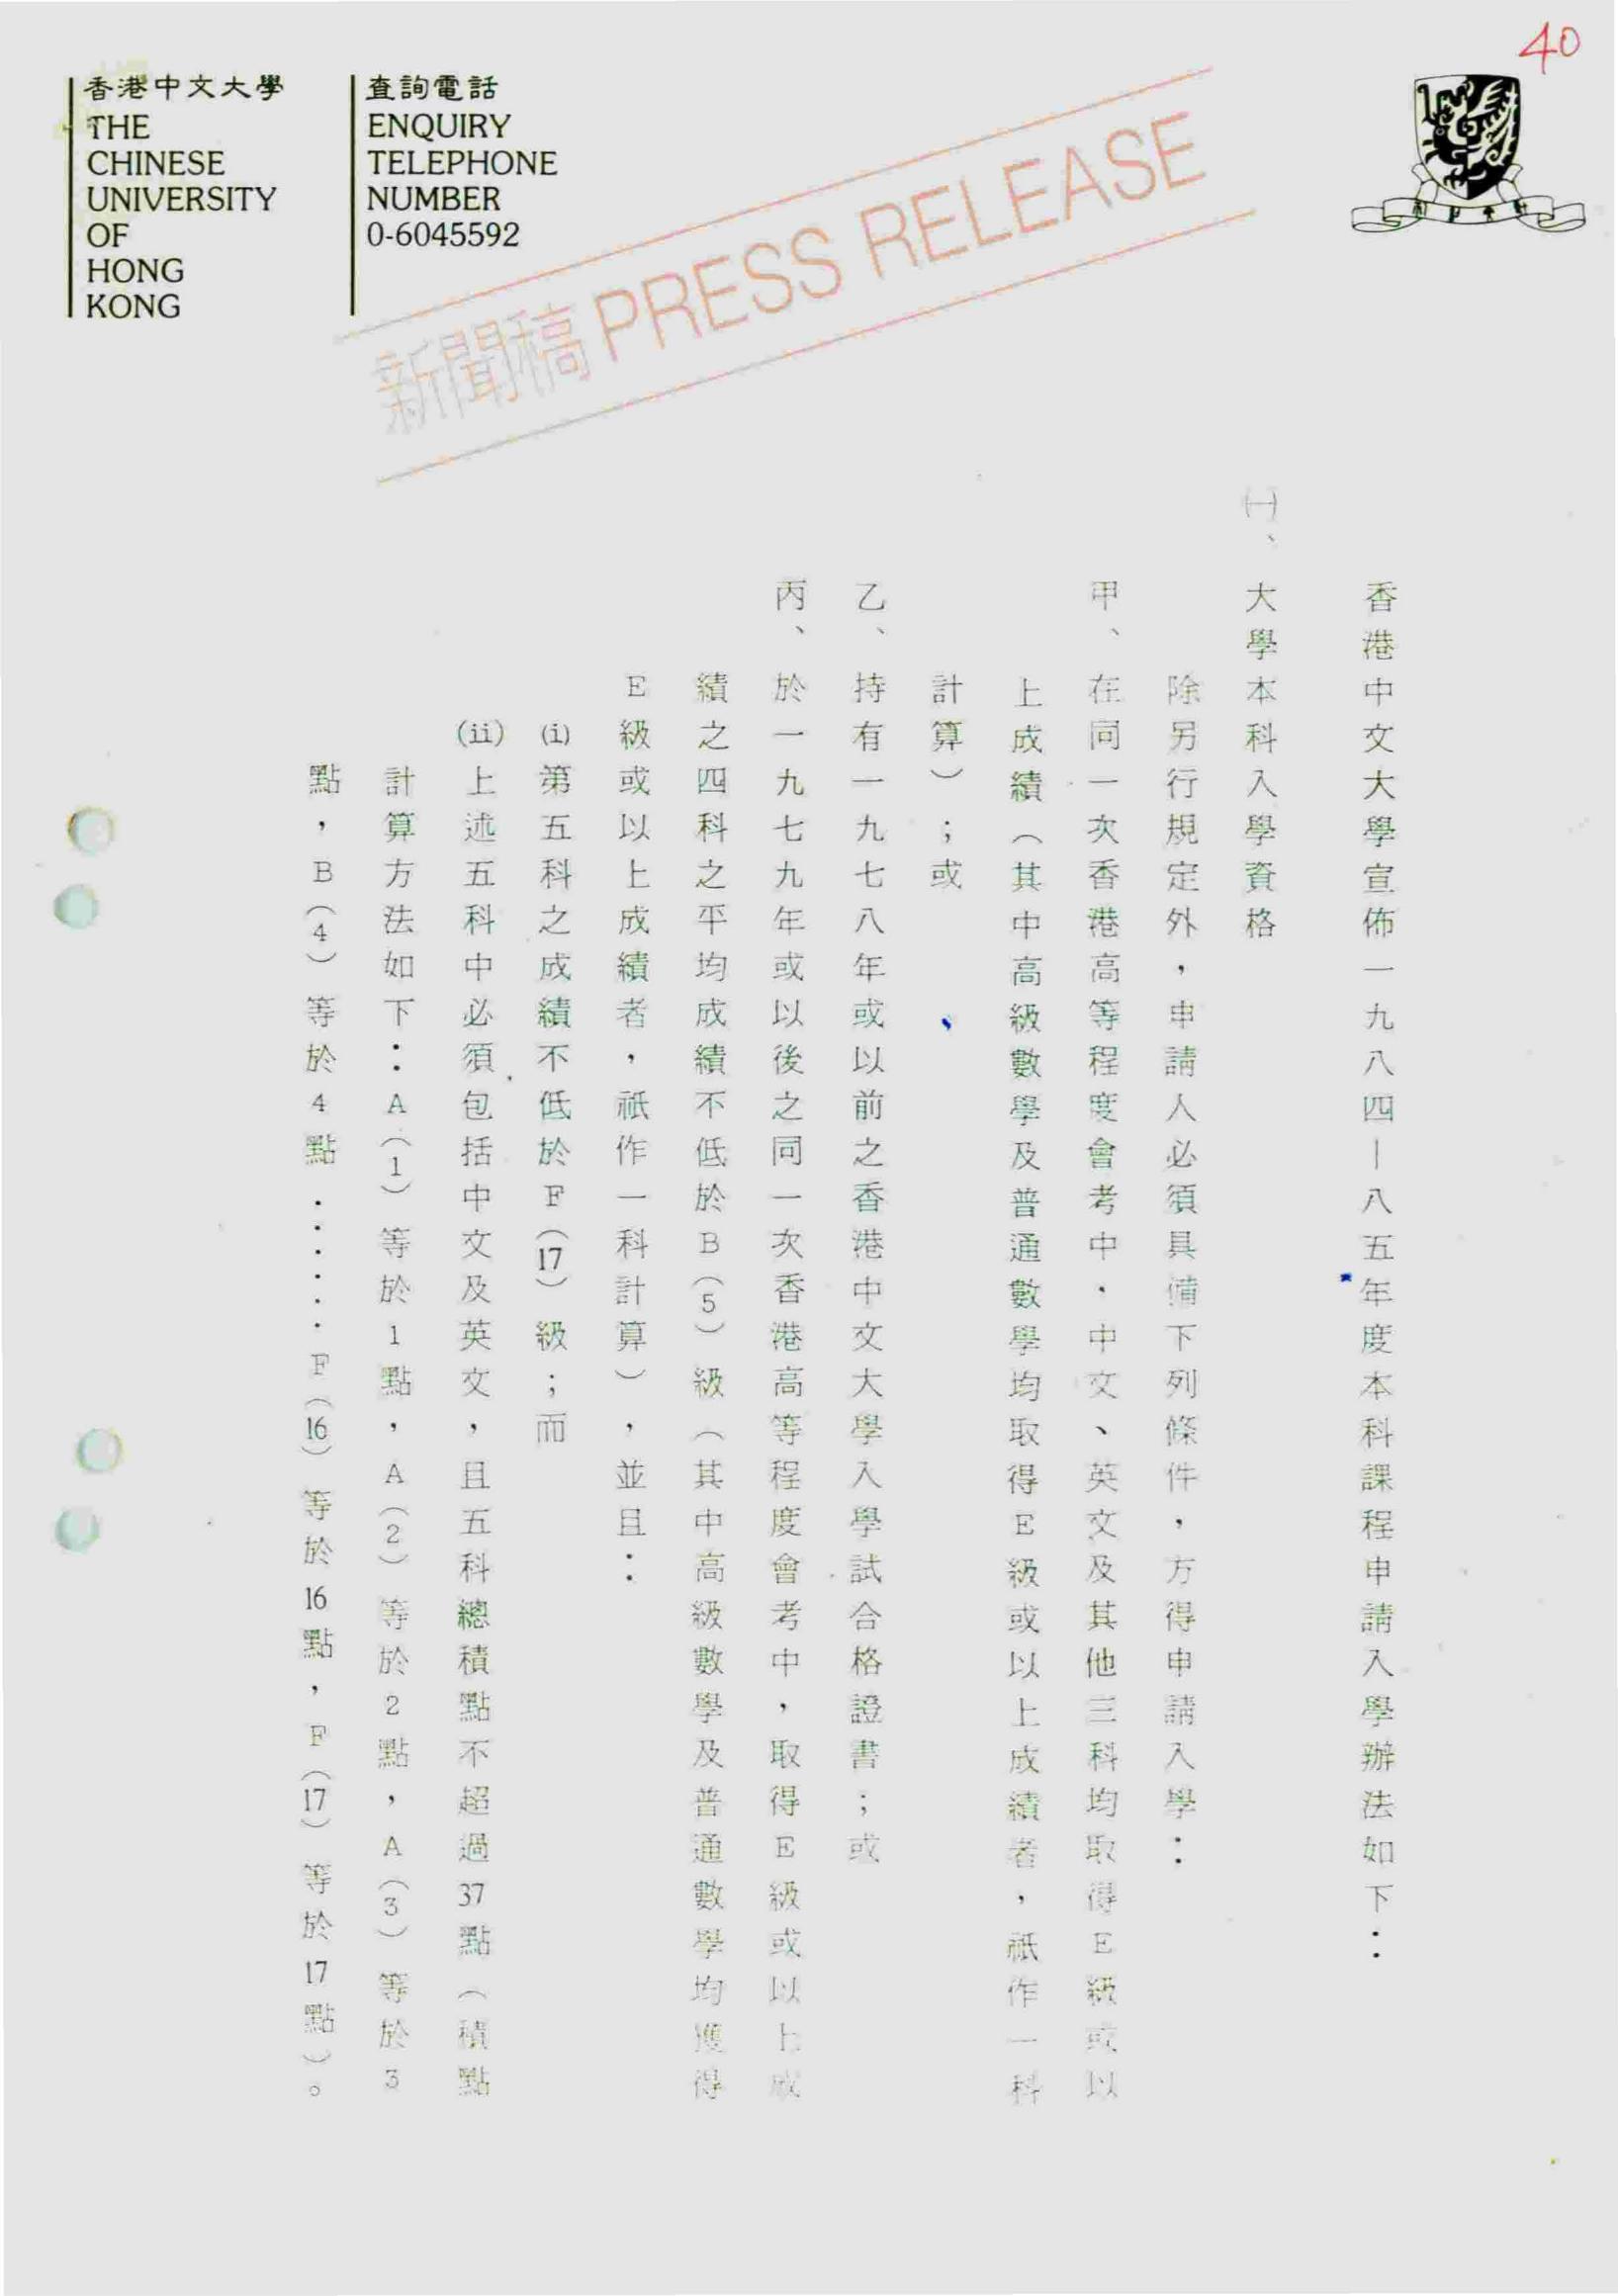 40
香港中文大學
THE
CHINESE
UNIVERSITY
OF
HONG
KONG
查詢電話
ENQUIRY
TELEPHONE
NUMBER
0-6045592
新聞稿 PRESS RELEASE
香港中文大學宣佈一九八四—八五年度本科課程申請入學辦法如下：
㈠、大學本科入學資格
除另行規定外，申請人必須具備下列條件，方得申請入學：
甲、在同一次香港高等程度會考中，中文、英文及其他三科均取得E級或以
上成績（其中高級數學及普通數學均取得E級或以上成績者，祇作一科
計算）；或
乙、持有一九七八年或以前之香港中文大學入學試合格證書；或
丙、於一九七九年或以後之同一次香港高等程度會考中，取得E級或以上成
績之四科之平均成績不低於B（5）級（其中高級數學及普通數學均獲得
E級或以上成績者，祇作一科計算），並且：
(i)第五科之成績不低於F（17）級；而
(ii)上述五科中必須包括中文及英文，且五科總積點不超過37點（積點
計算方法如下：A（1）等於1點，A（2）等於2點，A（3）等於3
點，B（4）等於4點………F（16）等於16點，F（17）等於17點）。